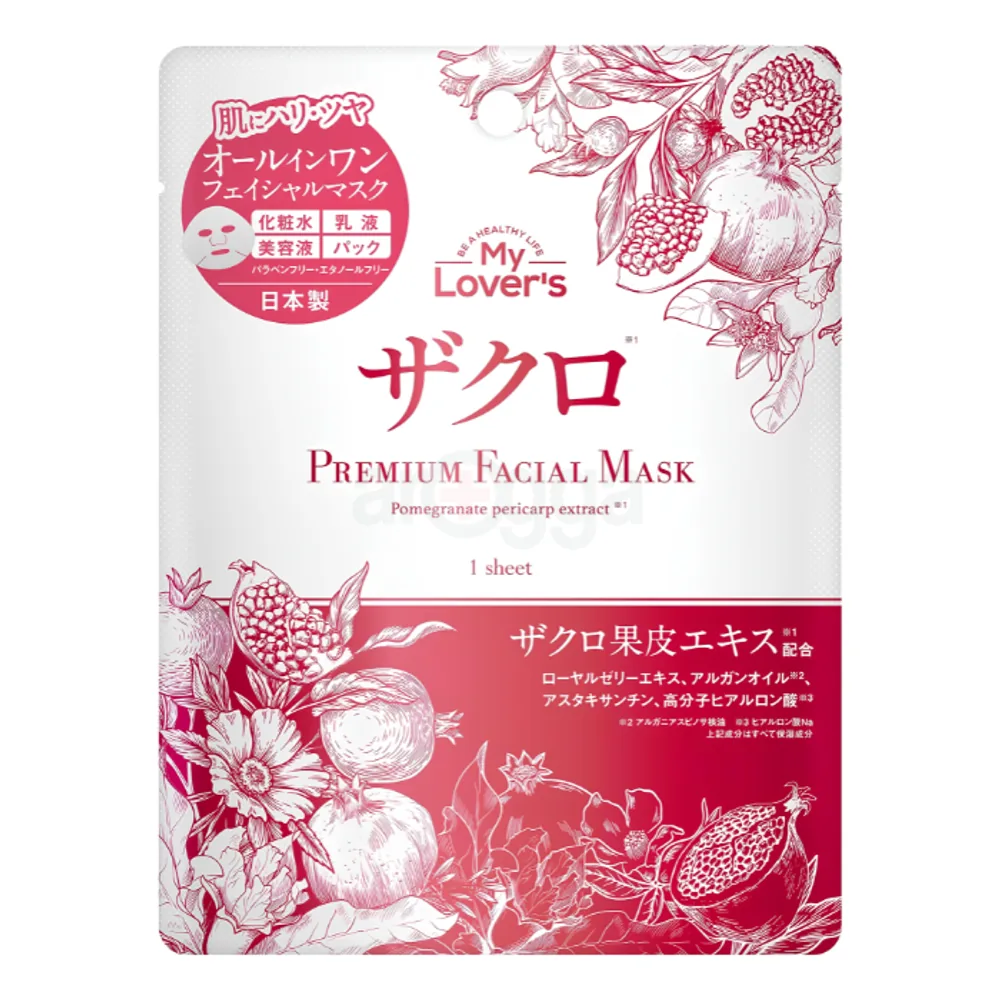 肌にハリ・ツヤ
オールインワン
フェイシャルマスク
化粧水 乳液
美容液 パック
パラベンフリー・エタノールフリー
日本製
BE A HEALTHY LIFE
My
Lover's
ザクロ※1
PREMIUM FACIAL MASK
arogga
Pomegranate pericarp extract ※1
1 sheet
ザクロ果皮エキス※1配合
ローヤルゼリーエキス、アルガンオイル※2、
アスタキサンチン、高分子ヒアルロン酸※3
※2 アルガニアスピノサ核油 ※3 ヒアルロン酸Na
上記成分はすべて保湿成分